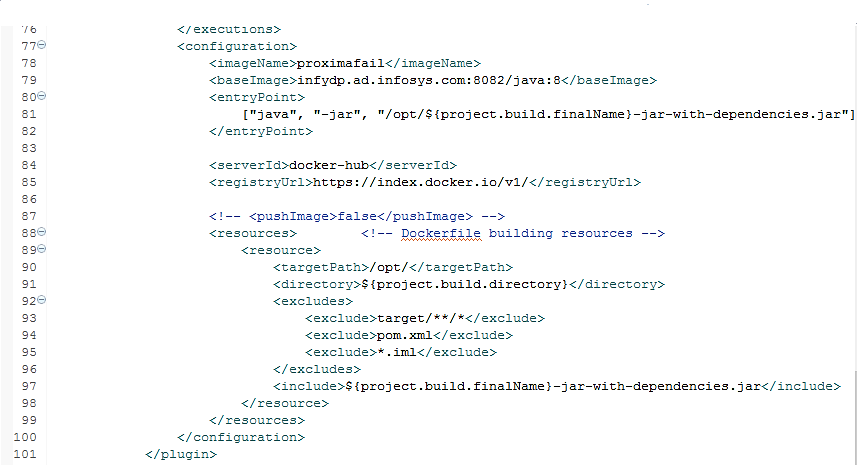 76 </executions>
77 <configuration>
78 <imageName>proximafail</imageName>
79 <baseImage>infydp.ad.infosys.com:8082/java:8</baseImage>
80 <entryPoint>
81 ["java", "-jar", "/opt/${project.build.finalName}-jar-with-dependencies.jar"]
82 </entryPoint>
83
84 <serverId>docker-hub</serverId>
85 <registryUrl>https://index.docker.io/v1/</registryUrl>
86
87 <!-- <pushImage>false</pushImage> -->
88 <resources> <!-- Dockerfile building resources -->
89 <resource>
90 <targetPath>/opt/</targetPath>
91 <directory>${project.build.directory}</directory>
92 <excludes>
93 <exclude>target/**/*</exclude>
94 <exclude>pom.xml</exclude>
95 <exclude>*.iml</exclude>
96 </excludes>
97 <include>${project.build.finalName}-jar-with-dependencies.jar</include>
98 </resource>
99 </resources>
100 </configuration>
101 </plugin>